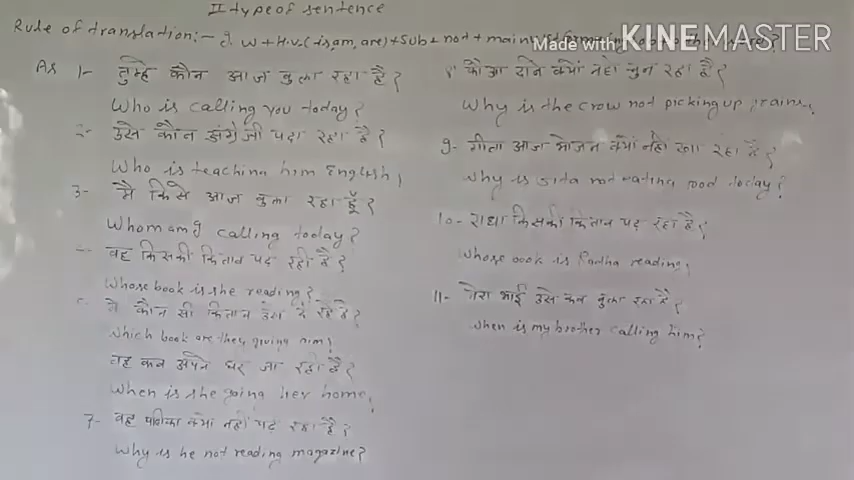 II type of sentence
Rule of translation:- Q. W + H.V. (is, am, are) + Sub + not + main
Made with KINEMASTER
As 1- तुम्हे कौन आज बुला रहा है?
Who is calling you today?
2- उसे कौन अंग्रेजी पढ़ा रहा है?
Who is teaching him English?
3- मैं किसे आज बुला रहा हूँ?
Whom am I calling today?
वह किसकी किताब पढ़ रही है?
Whose book is she reading?
वे कौन सी किताब उसे दे रहे है?
Which book are they giving him?
वह कब अपने घर जा रही है?
When is she going her home?
7- वह पत्रिका क्यों नहीं पढ़ रहा है?
Why is he not reading magazine?
8 कौआ दाने क्यों नहीं चुन रहा है?
Why is the crow not picking up grains?
9- गीता आज भोजन क्यों नहीं खा रही है?
Why is Gita not eating food today?
10- राधा किसकी किताब पढ़ रही है?
Whose book is Radha reading?
11- मेरा भाई उसे कब बुला रहा है?
When is my brother calling him?